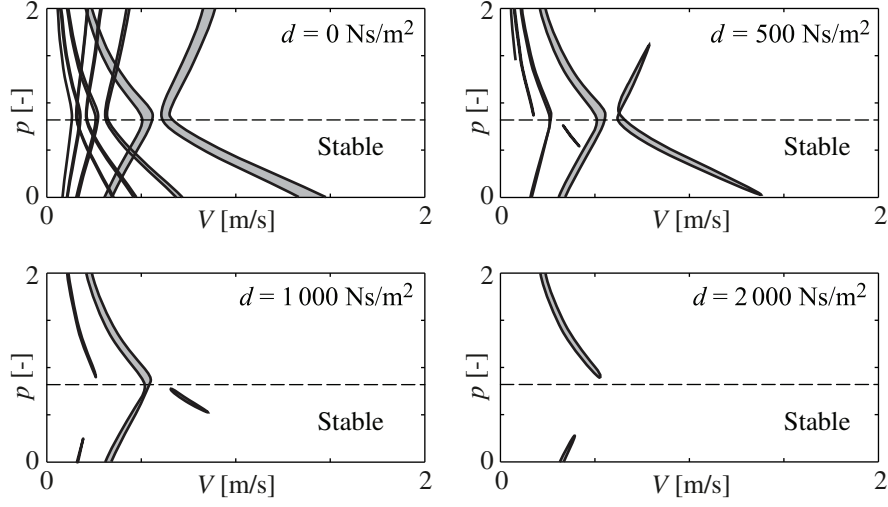 2
d = 0 Ns/m²
p [-]
Stable
0
0
V [m/s]
2
2
d = 500 Ns/m²
p [-]
Stable
0
0
V [m/s]
2
2
d = 1 000 Ns/m²
p [-]
Stable
0
0
V [m/s]
2
2
d = 2 000 Ns/m²
p [-]
Stable
0
0
V [m/s]
2